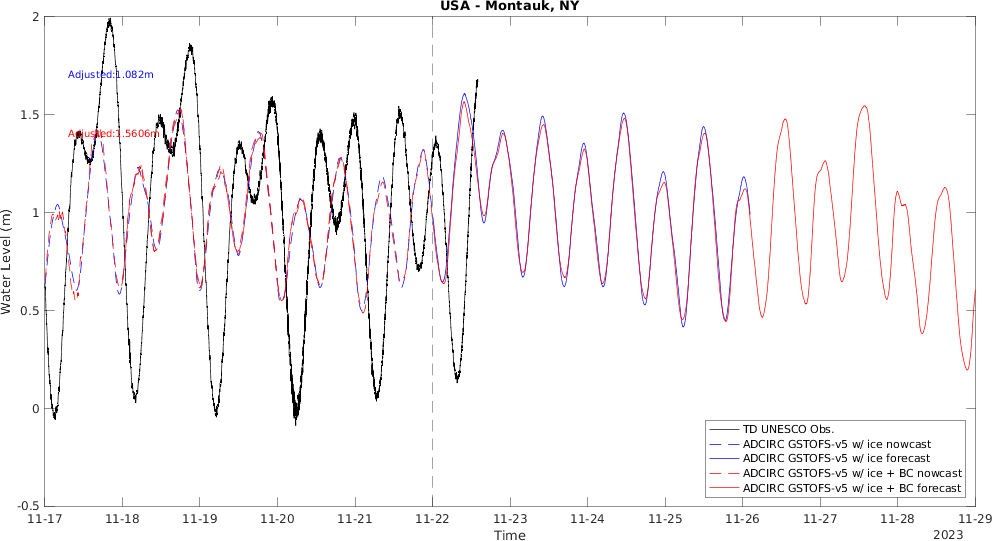 USA - Montauk, NY
2
1.5
1
0.5
0
-0.5
Water Level (m)
Adjusted:1.082m
Adjusted:1.5606m
TD UNESCO Obs.
ADCIRC GSTOFS-v5 w/ ice nowcast
ADCIRC GSTOFS-v5 w/ ice forecast
ADCIRC GSTOFS-v5 w/ ice + BC nowcast
ADCIRC GSTOFS-v5 w/ ice + BC forecast
11-17 11-18 11-19 11-20 11-21 11-22 11-23 11-24 11-25 11-26 11-27 11-28 11-29
Time
2023